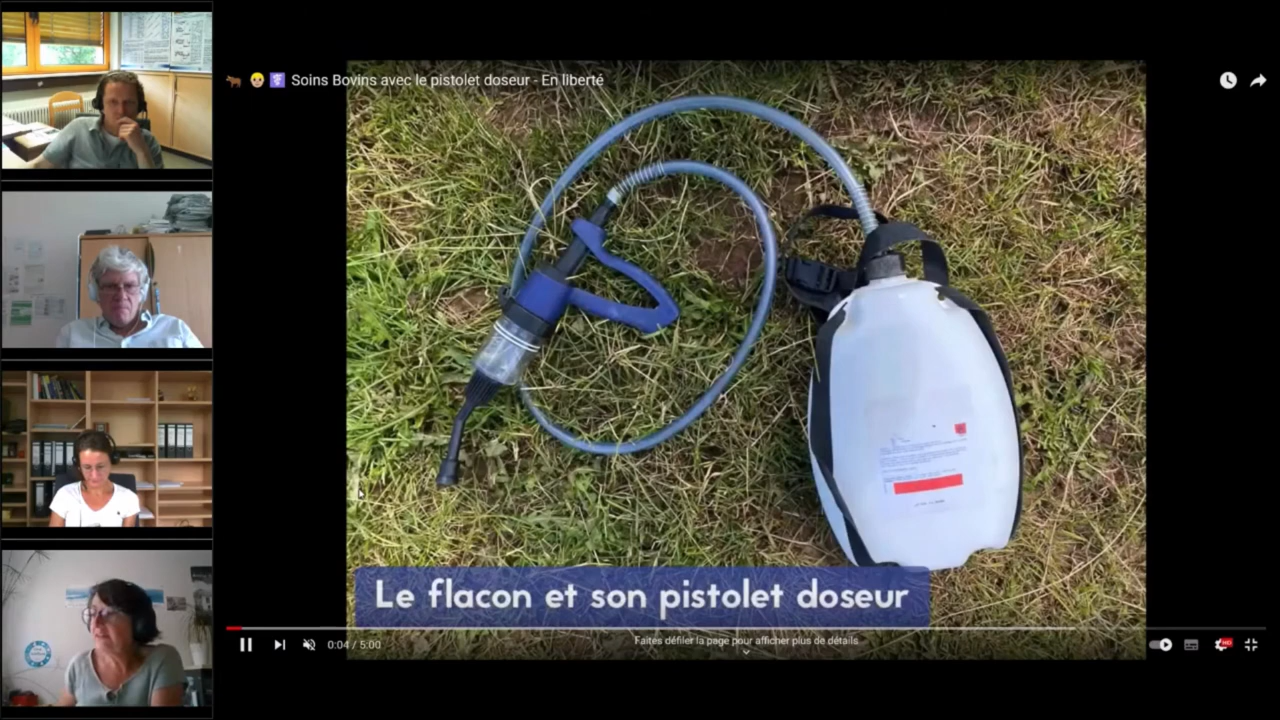 Soins Bovins avec le pistolet doseur - En liberté
Le flacon et son pistolet doseur
Faites défiler la page pour afficher plus de détails
0:04 / 5:00
HD